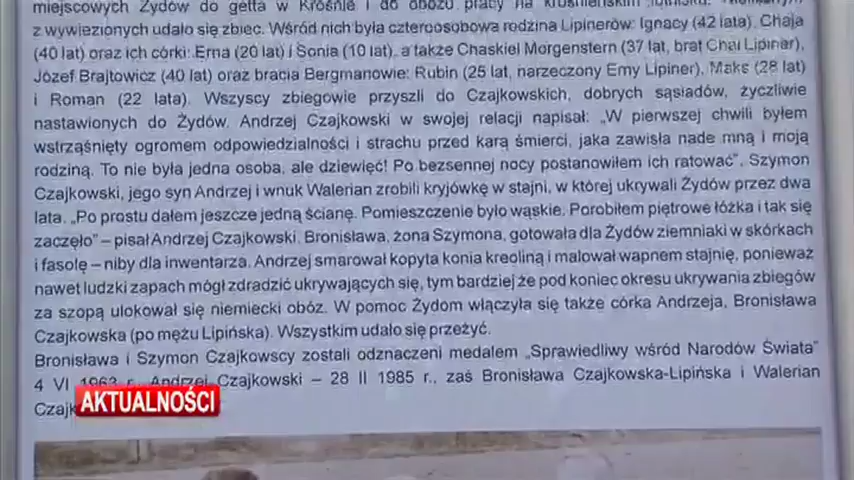 miejscowych Żydów do getta w Krośnie i do obozu pracy na krośnieńskim lotnisku.
z wywiezionych udało się zbiec. Wśród nich była czteroosobowa rodzina Lipinerów: Ignacy (42 lata), Chaja
(40 lat) oraz ich córki: Erna (20 lat) i Sonia (10 lat), a także Chaskiel Morgenstern (37 lat, brat Chai Lipiner),
Józef Brajtowicz (40 lat) oraz bracia Bergmanowie: Rubin (25 lat, narzeczony Erny Lipiner), Maks (28 lat)
i Roman (22 lata). Wszyscy zbiegowie przyszli do Czajkowskich, dobrych sąsiadów, życzliwie
nastawionych do Żydów. Andrzej Czajkowski w swojej relacji napisał: „W pierwszej chwili byłem
wstrząśnięty ogromem odpowiedzialności i strachu przed karą śmierci, jaka zawisła nade mną i moją
rodziną. To nie była jedna osoba, ale dziewięć! Po bezsennej nocy postanowiłem ich ratować”. Szymon
Czajkowski, jego syn Andrzej i wnuk Walerian zrobili kryjówkę w stajni, w której ukrywali Żydów przez dwa
lata. „Po prostu dałem jeszcze jedną ścianę. Pomieszczenie było wąskie. Porobiłem piętrowe łóżka i tak się
zaczęło” – pisał Andrzej Czajkowski. Bronisława, żona Szymona, gotowała dla Żydów ziemniaki w skórkach
i fasolę – niby dla inwentarza. Andrzej smarował kopyta konia kreoliną i malował wapnem stajnię, ponieważ
nawet ludzki zapach mógł zdradzić ukrywających się, tym bardziej że pod koniec okresu ukrywania zbiegów
za szopą ulokował się niemiecki obóz. W pomoc Żydom włączyła się także córka Andrzeja, Bronisława
Czajkowska (po mężu Lipińska). Wszystkim udało się przeżyć.
Bronisława i Szymon Czajkowscy zostali odznaczeni medalem „Sprawiedliwy wśród Narodów Świata”
4 VI 1963 r., Andrzej Czajkowski – 28 II 1985 r., zaś Bronisława Czajkowska-Lipińska i Walerian
Czajk
AKTUALNOŚCI